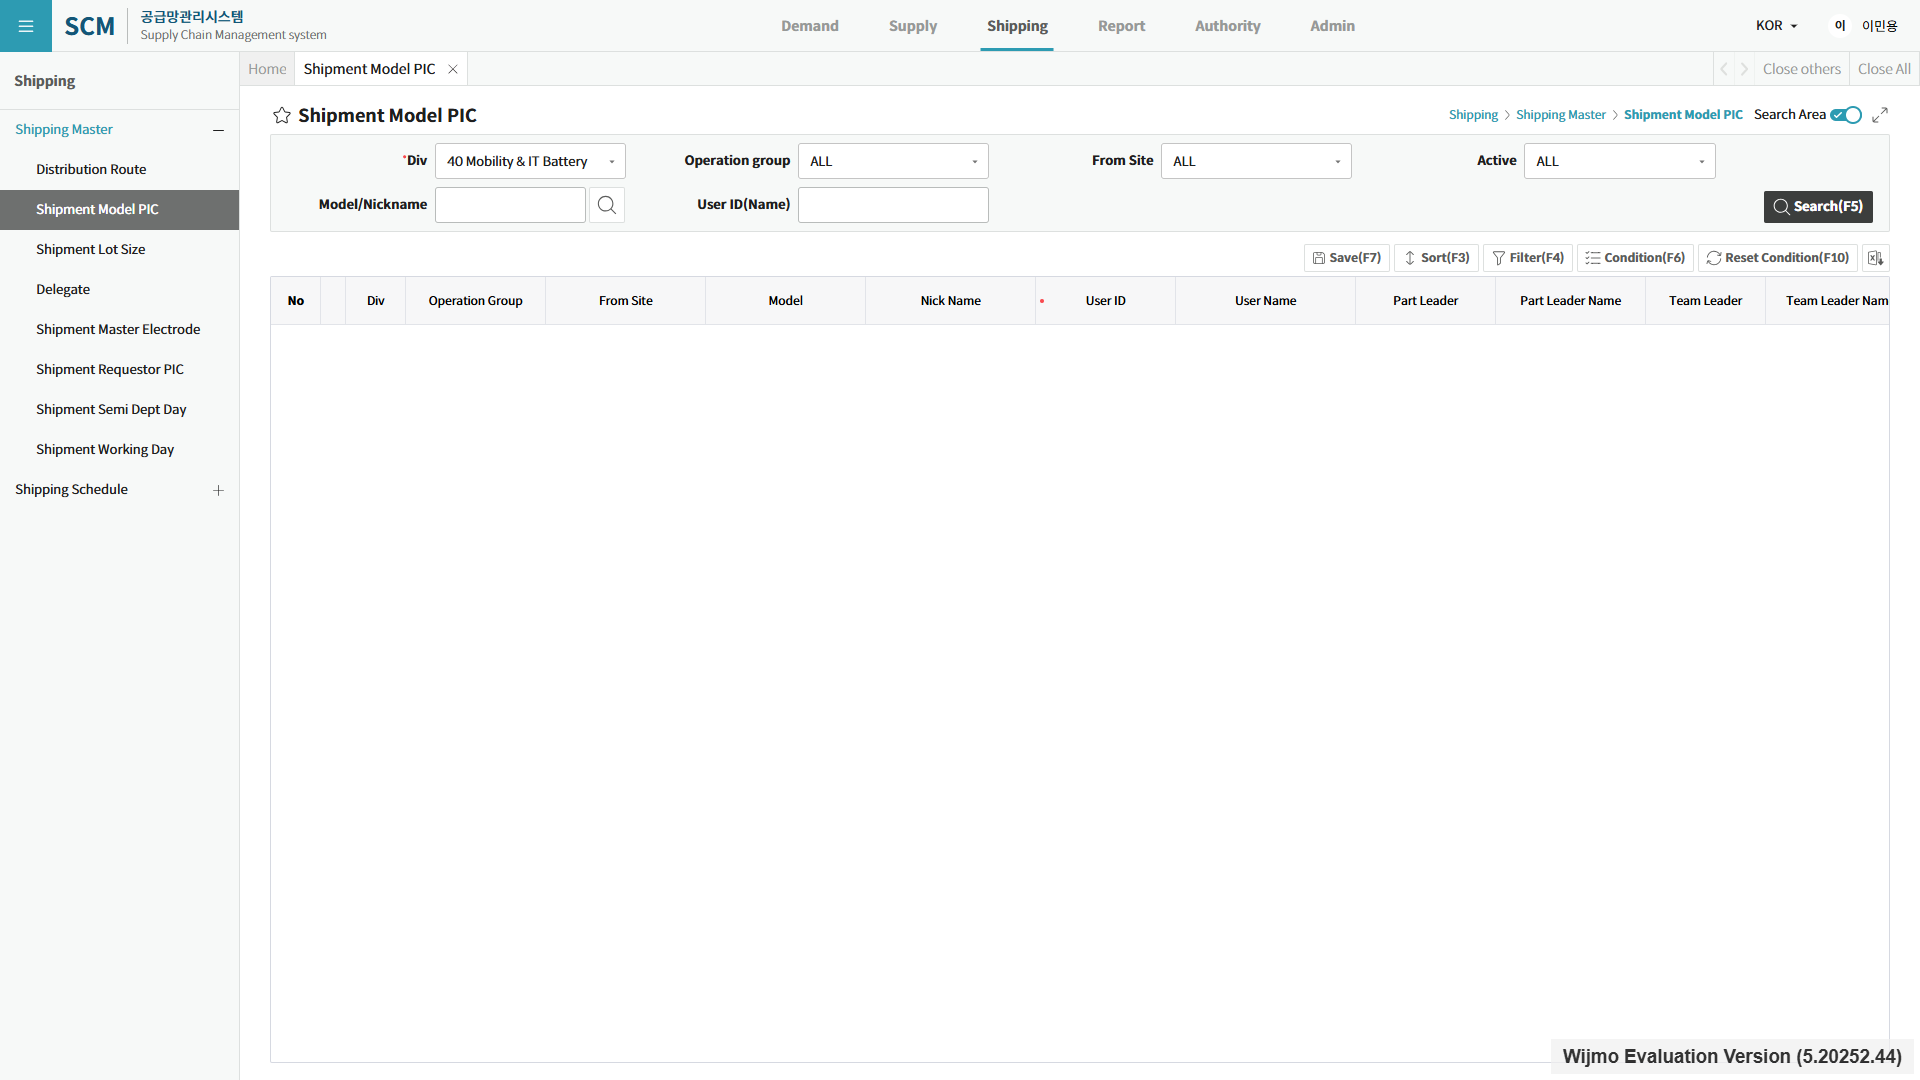 SCM
공급망관리시스템
Supply Chain Management system
Demand
Supply
Shipping
Report
Authority
Admin
KOR
이
이민용
Shipping
Home
Shipment Model PIC
Close others
Close All
Shipping Master
Distribution Route
Shipment Model PIC
Shipment Lot Size
Delegate
Shipment Master Electrode
Shipment Requestor PIC
Shipment Semi Dept Day
Shipment Working Day
Shipping Schedule
Shipment Model PIC
Shipping > Shipping Master > Shipment Model PIC
Search Area
*Div
40 Mobility & IT Battery
Operation group
ALL
From Site
ALL
Active
ALL
Model/Nickname
User ID(Name)
Search(F5)
Save(F7)
Sort(F3)
Filter(F4)
Condition(F6)
Reset Condition(F10)
No
Div
Operation Group
From Site
Model
Nick Name
User ID
User Name
Part Leader
Part Leader Name
Team Leader
Team Leader Nam
Wijmo Evaluation Version (5.20252.44)